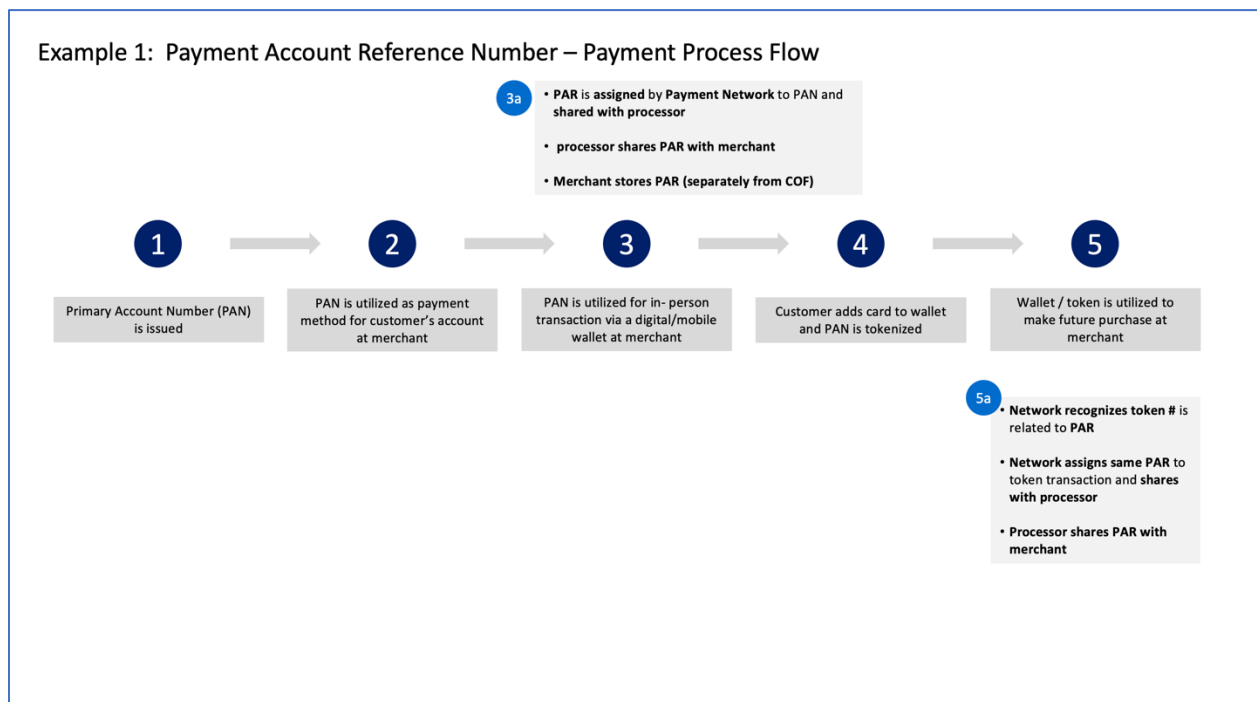 Example 1:  Payment Account Reference Number – Payment Process Flow
3a
• PAR is assigned by Payment Network to PAN and
shared with processor
• processor shares PAR with merchant
• Merchant stores PAR (separately from COF)
1
2
3
4
5
Primary Account Number (PAN)
is issued
PAN is utilized as payment
method for customer's account
at merchant
PAN is utilized for in- person
transaction via a digital/mobile
wallet at merchant
Customer adds card to wallet
and PAN is tokenized
Wallet / token is utilized to
make future purchase at
merchant
5a
• Network recognizes token # is
related to PAR
• Network assigns same PAR to
token transaction and shares
with processor
• Processor shares PAR with
merchant